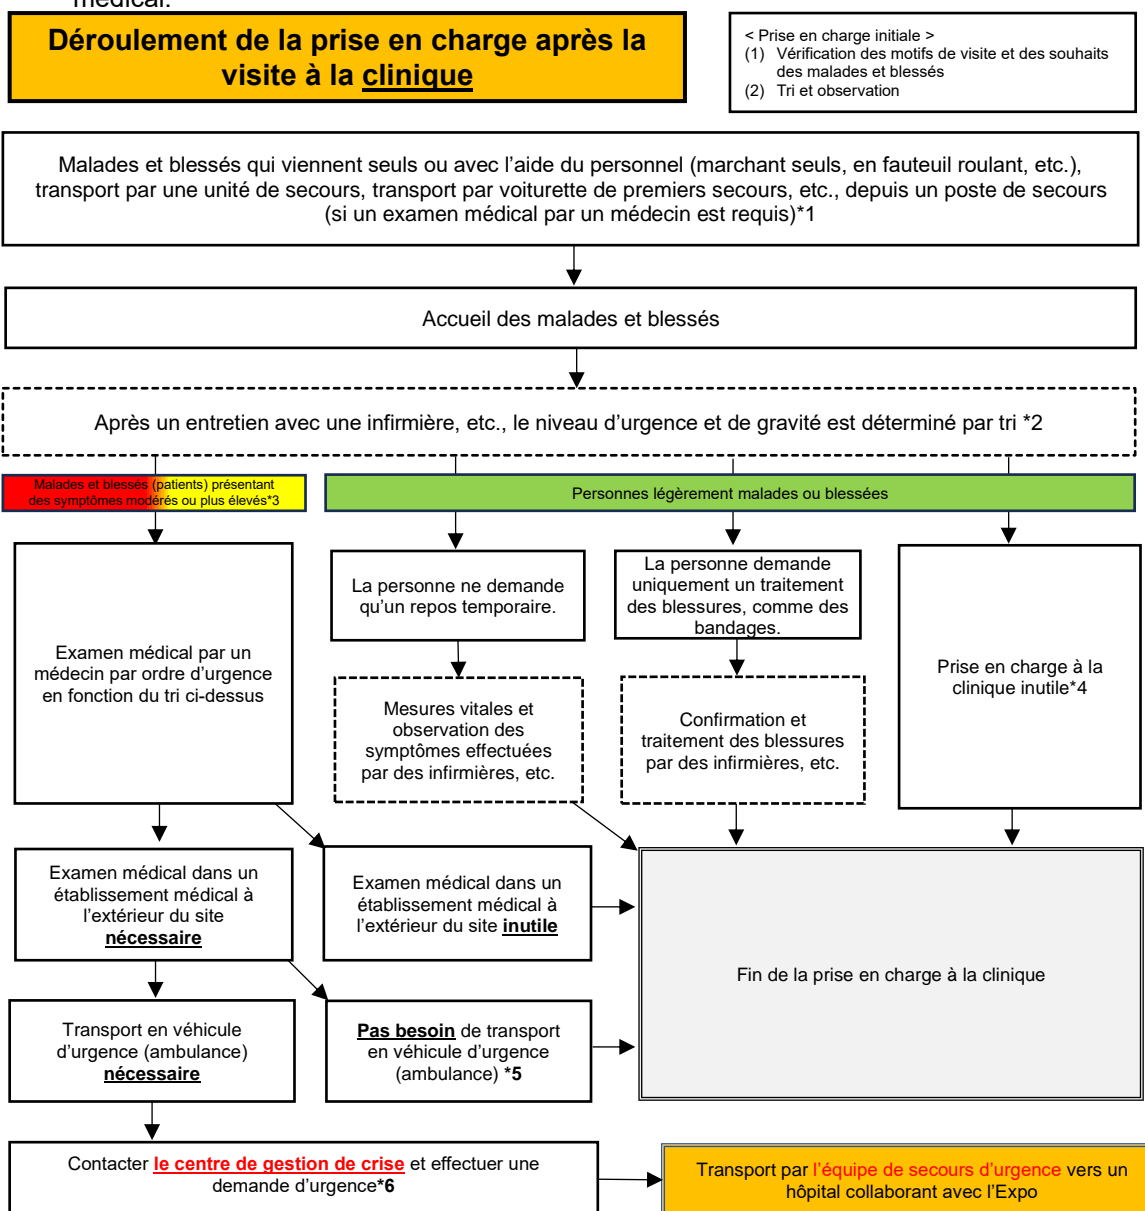 médical.
Déroulement de la prise en charge après la
visite à la clinique
< Prise en charge initiale >
(1) Vérification des motifs de visite et des souhaits
des malades et blessés
(2) Tri et observation
Malades et blessés qui viennent seuls ou avec l’aide du personnel (marchant seuls, en fauteuil roulant, etc.),
transport par une unité de secours, transport par voiturette de premiers secours, etc., depuis un poste de secours
(si un examen médical par un médecin est requis)*1
Accueil des malades et blessés
Après un entretien avec une infirmière, etc., le niveau d’urgence et de gravité est déterminé par tri *2
Malades et blessés (patients) présentant
des symptômes modérés ou plus élevés*3
Personnes légèrement malades ou blessées
Examen médical par un
médecin par ordre d’urgence
en fonction du tri ci-dessus
La personne ne demande
qu’un repos temporaire.
La personne demande
uniquement un traitement
des blessures, comme des
bandages.
Prise en charge à la
clinique inutile*4
Mesures vitales et
observation des
symptômes effectuées
par des infirmières, etc.
Confirmation et
traitement des blessures
par des infirmières, etc.
Examen médical dans un
établissement médical à
l’extérieur du site
nécessaire
Examen médical dans un
établissement médical à
l’extérieur du site inutile
Fin de la prise en charge à la clinique
Transport en véhicule
d’urgence (ambulance)
nécessaire
Pas besoin de transport
en véhicule d’urgence
(ambulance) *5
Contacter le centre de gestion de crise et effectuer une
demande d’urgence*6
Transport par l’équipe de secours d’urgence vers un
hôpital collaborant avec l’Expo